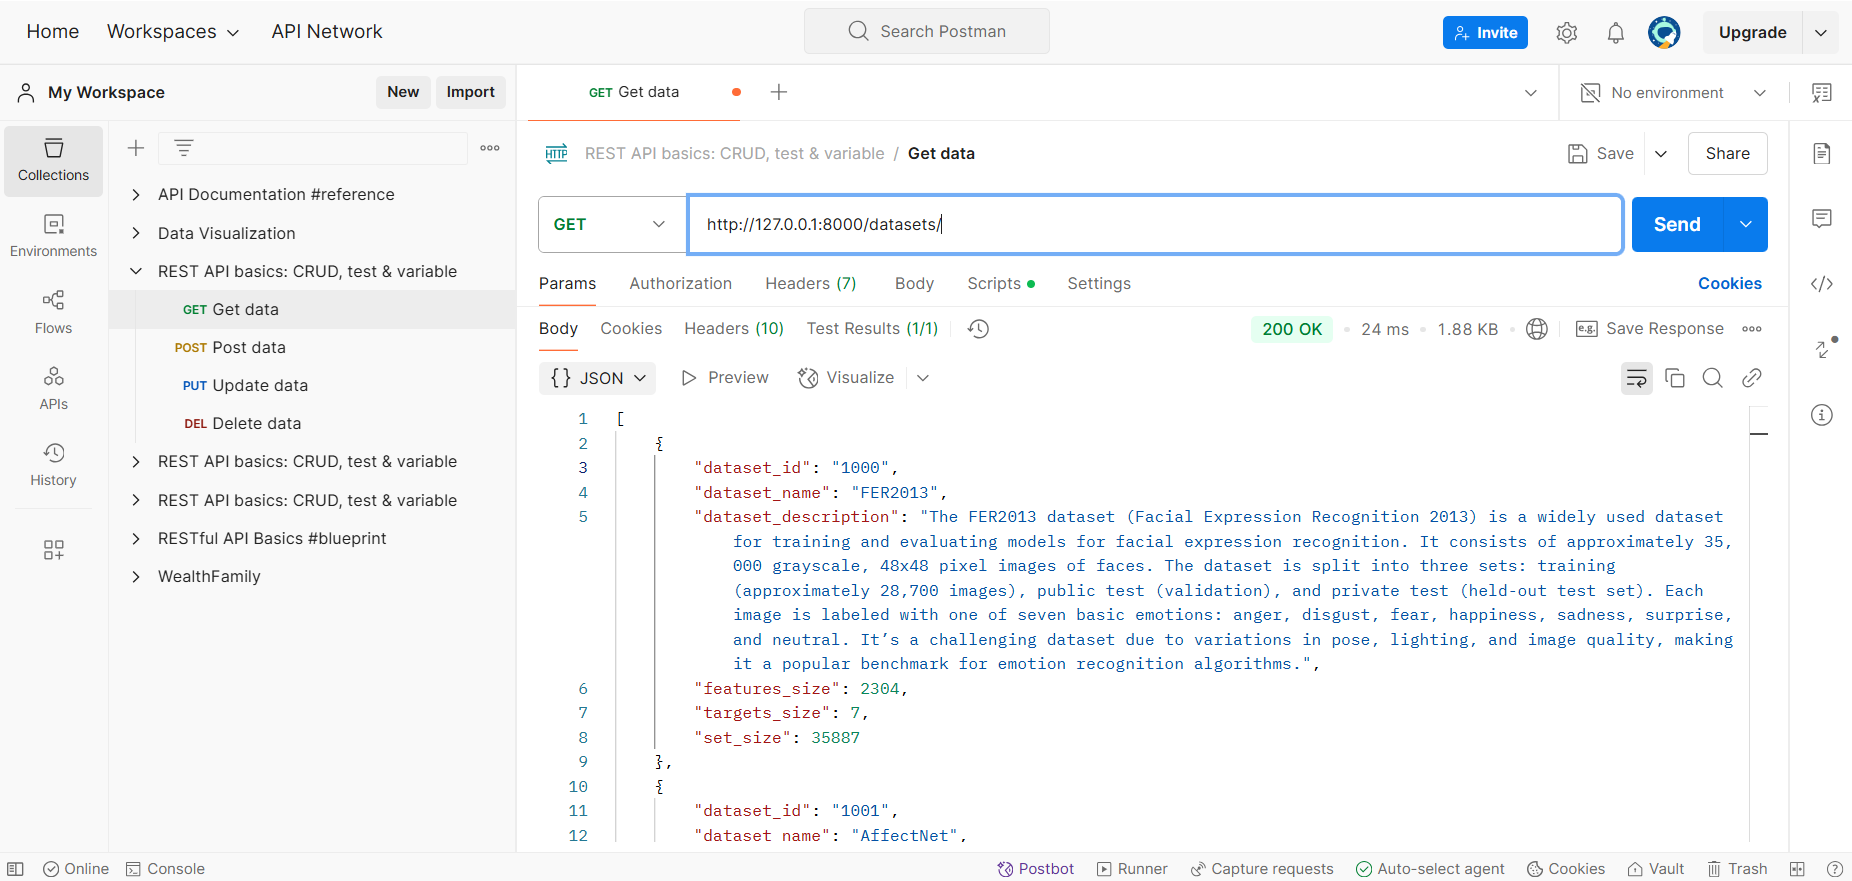 Home Workspaces API Network Search Postman Invite Upgrade
My Workspace New Import GET Get data No environment
Collections
Environments
Flows
APIs
History
API Documentation #reference
Data Visualization
REST API basics: CRUD, test & variable
GET Get data
POST Post data
PUT Update data
DEL Delete data
REST API basics: CRUD, test & variable
REST API basics: CRUD, test & variable
RESTful API Basics #blueprint
WealthFamily
HTTP REST API basics: CRUD, test & variable / Get data Save Share
GET http://127.0.0.1:8000/datasets/ Send
Params Authorization Headers (7) Body Scripts Settings Cookies
Body Cookies Headers (10) Test Results (1/1) 200 OK 24 ms 1.88 KB e.g. Save Response
{} JSON Preview Visualize
1 [
2 {
3 "dataset_id": "1000",
4 "dataset_name": "FER2013",
5 "dataset_description": "The FER2013 dataset (Facial Expression Recognition 2013) is a widely used dataset
for training and evaluating models for facial expression recognition. It consists of approximately 35,
000 grayscale, 48x48 pixel images of faces. The dataset is split into three sets: training
(approximately 28,700 images), public test (validation), and private test (held-out test set). Each
image is labeled with one of seven basic emotions: anger, disgust, fear, happiness, sadness, surprise,
and neutral. It’s a challenging dataset due to variations in pose, lighting, and image quality, making
it a popular benchmark for emotion recognition algorithms.",
6 "features_size": 2304,
7 "targets_size": 7,
8 "set_size": 35887
9 },
10 {
11 "dataset_id": "1001",
12 "dataset_name": "AffectNet",
Online Console Postbot Runner Capture requests Auto-select agent Cookies Vault Trash